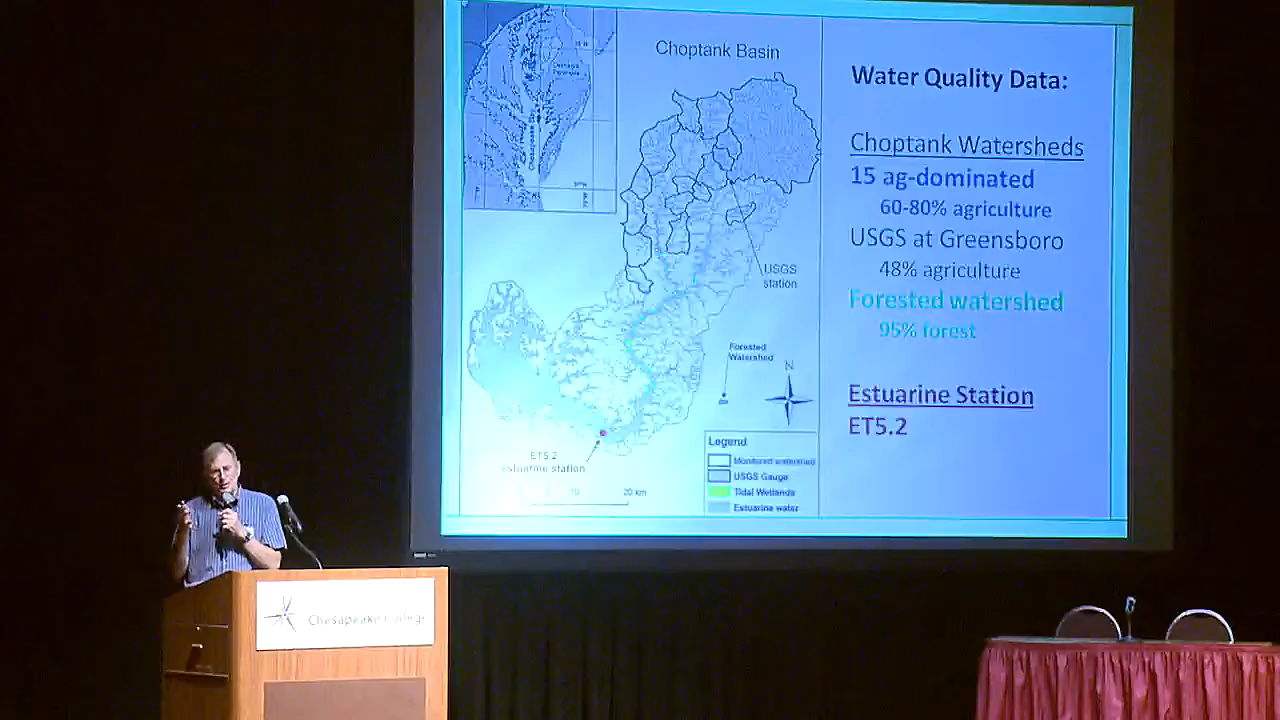 Choptank Basin
USGS
station
Forested
Watershed
N
ET5.2
estuarine station
10
20 km
Legend
Monitored watershed
USGS Gauge
Tidal Wetlands
Estuarine water
Water Quality Data:
Choptank Watersheds
15 ag-dominated
60-80% agriculture
USGS at Greensboro
48% agriculture
Forested watershed
95% forest
Estuarine Station
ET5.2
Chesapeake College